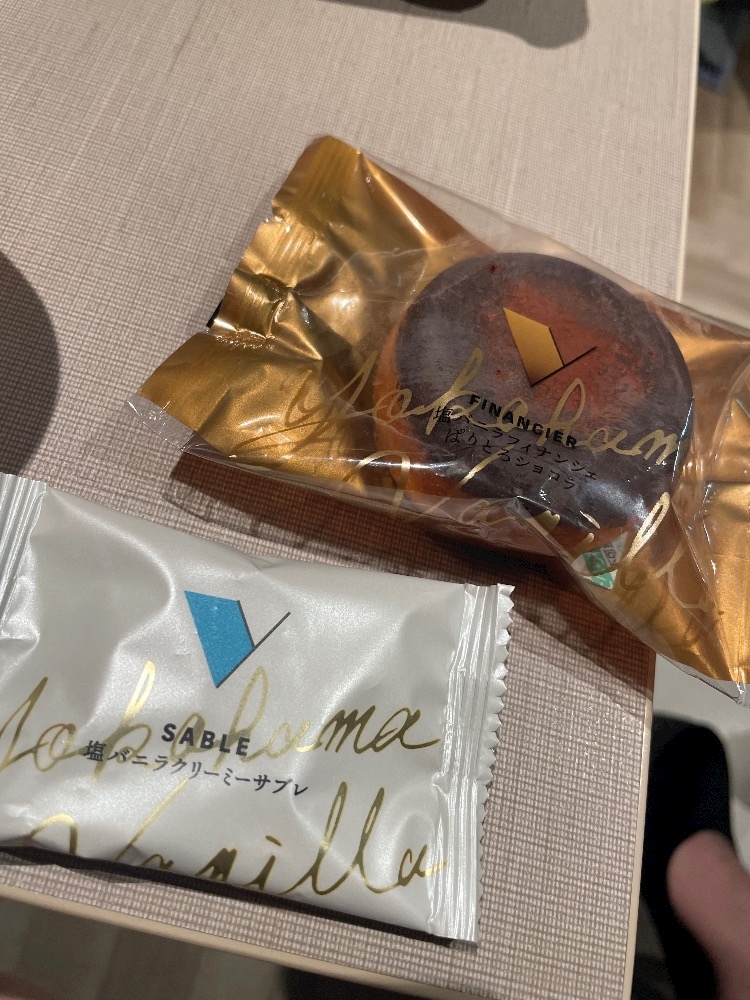 Yokoham
FINANCIER
塩バニラフィナンシェ
ぱりとろショコラ
Vanilla
Yokohama
SABLE
塩バニラクリーミーサブレ
Vanilla